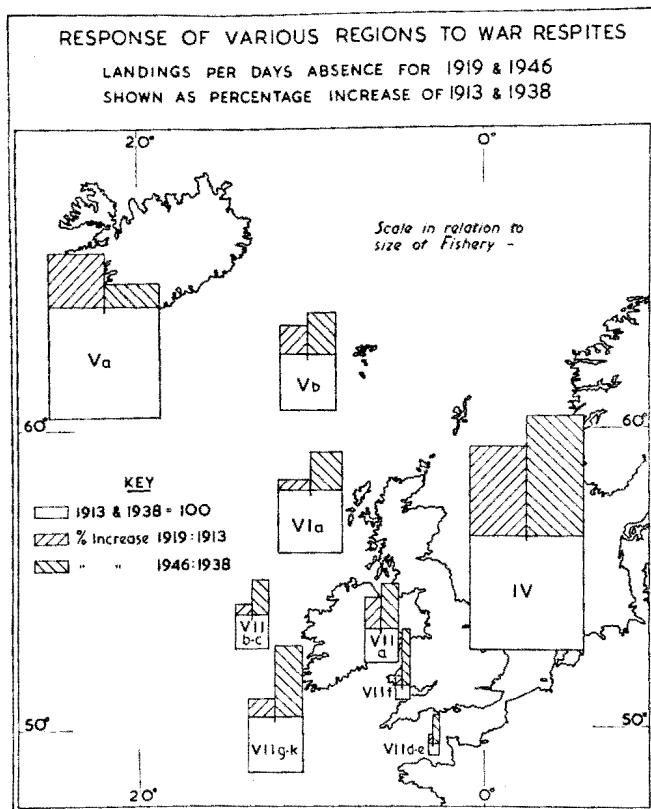 RESPONSE OF VARIOUS REGIONS TO WAR RESPITES
LANDINGS PER DAYS ABSENCE FOR 1919 & 1946
SHOWN AS PERCENTAGE INCREASE OF 1913 & 1938
20° 0°
Scale in relation to
size of Fishery -
Va
Vb
60° 60°
KEY
1913 & 1938 = 100
% Increase 1919:1913
" " 1946:1938
VIa
IV
VII
b-c
VII
a
VIIf
VIIg-k
VIId-e
50° 50°
20° 0°